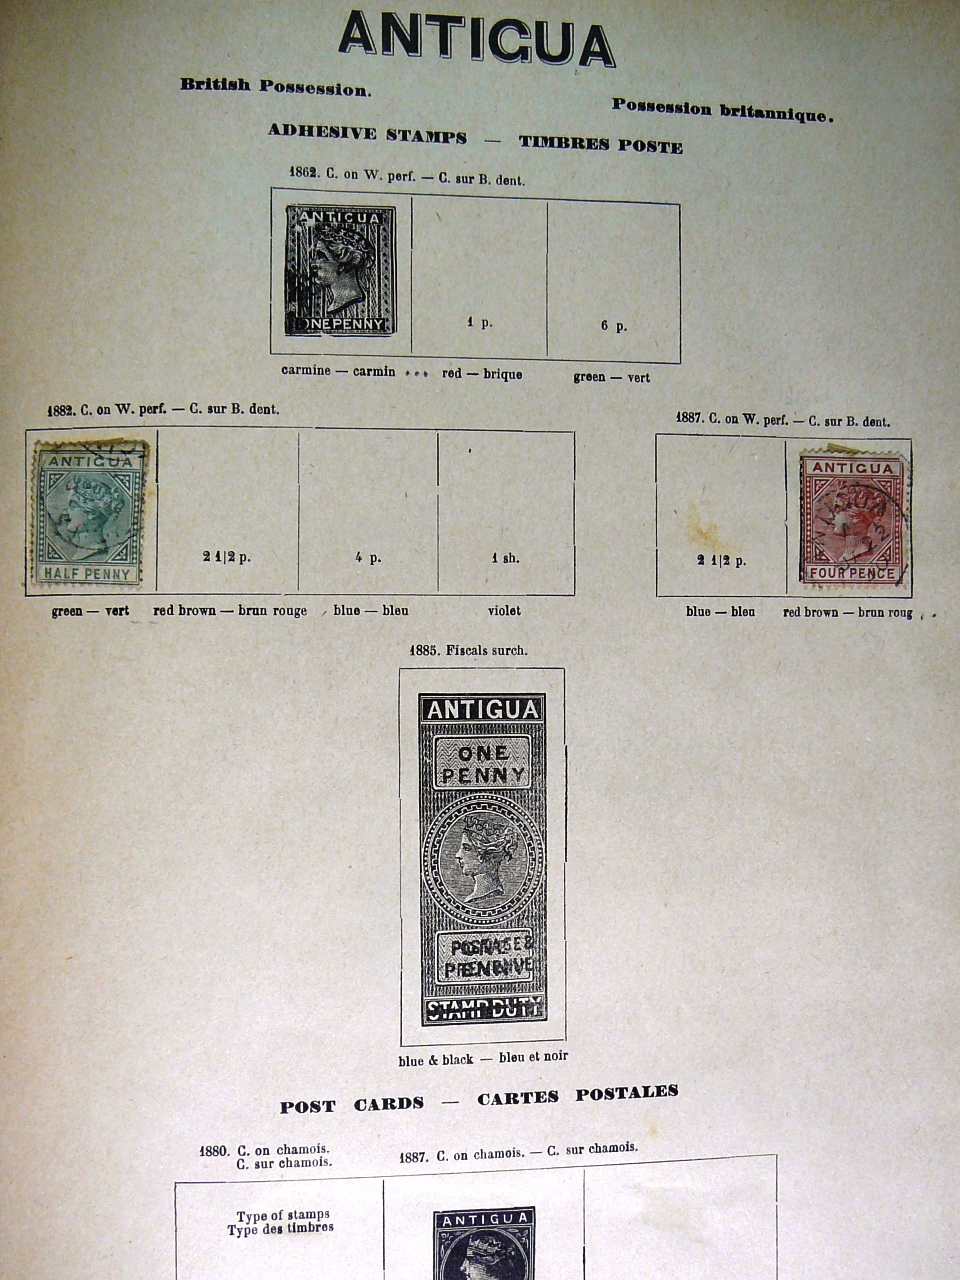 ANTIGUA
British Possession.
Possession britannique.
ADHESIVE STAMPS — TIMBRES POSTE
1862. C. on W. perf. — C. sur B. dent.
ANTIGUA
ONE PENNY
1 p.
6 p.
carmine — carmin
red — brique
green — vert
1882. C. on W. perf. — C. sur B. dent.
1887. C. on W. perf. — C. sur B. dent.
ANTIGUA
HALF PENNY
2 1|2 p.
4 p.
1 sh.
2 1|2 p.
ANTIGUA
FOUR PENCE
green — vert
red brown — brun rouge
blue — bleu
violet
blue — bleu
red brown — brun roug
1885. Fiscals surch.
ANTIGUA
ONE
PENNY
STAMP DUTY
blue & black — bleu et noir
POST CARDS — CARTES POSTALES
1880. C. on chamois.
C. sur chamois.
1887. C. on chamois. — C. sur chamois.
Type of stamps
Type des timbres
ANTIGUA